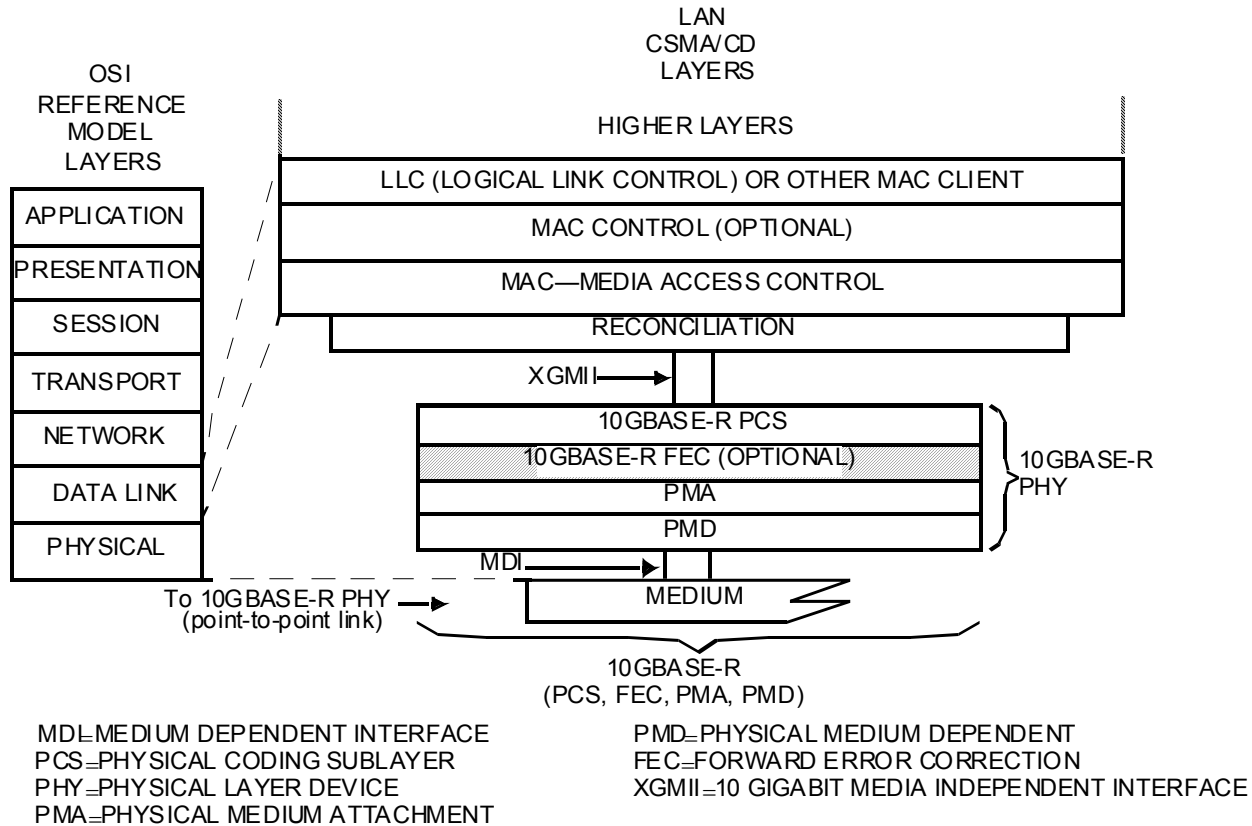 LAN
CSMA/CD
LAYERS
OSI
REFERENCE
MODEL
LAYERS
HIGHER LAYERS
LLC (LOGICAL LINK CONTROL) OR OTHER MAC CLIENT
MAC CONTROL (OPTIONAL)
MAC—MEDIA ACCESS CONTROL
RECONCILIATION
APPLICATION
PRESENTATION
SESSION
TRANSPORT
NETWORK
DATA LINK
PHYSICAL
XGMII
10GBASE-R PCS
10GBASE-R FEC (OPTIONAL)
PMA
PMD
10GBASE-R
PHY
MDI
MEDIUM
To 10GBASE-R PHY
(point-to-point link)
10GBASE-R
(PCS, FEC, PMA, PMD)
MDI=MEDIUM DEPENDENT INTERFACE
PCS=PHYSICAL CODING SUBLAYER
PHY=PHYSICAL LAYER DEVICE
PMA=PHYSICAL MEDIUM ATTACHMENT
PMD=PHYSICAL MEDIUM DEPENDENT
FEC=FORWARD ERROR CORRECTION
XGMII=10 GIGABIT MEDIA INDEPENDENT INTERFACE